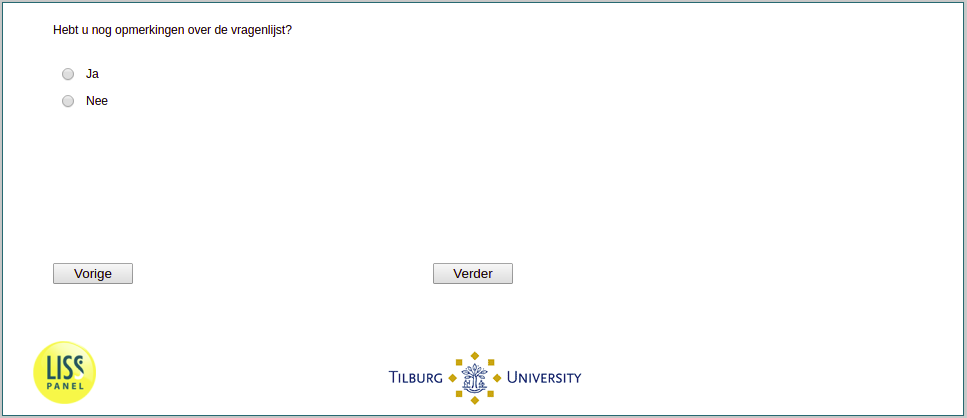 Hebt u nog opmerkingen over de vragenlijst?
Ja
Nee
Vorige
Verder
LISS
PANEL
TILBURG UNIVERSITY